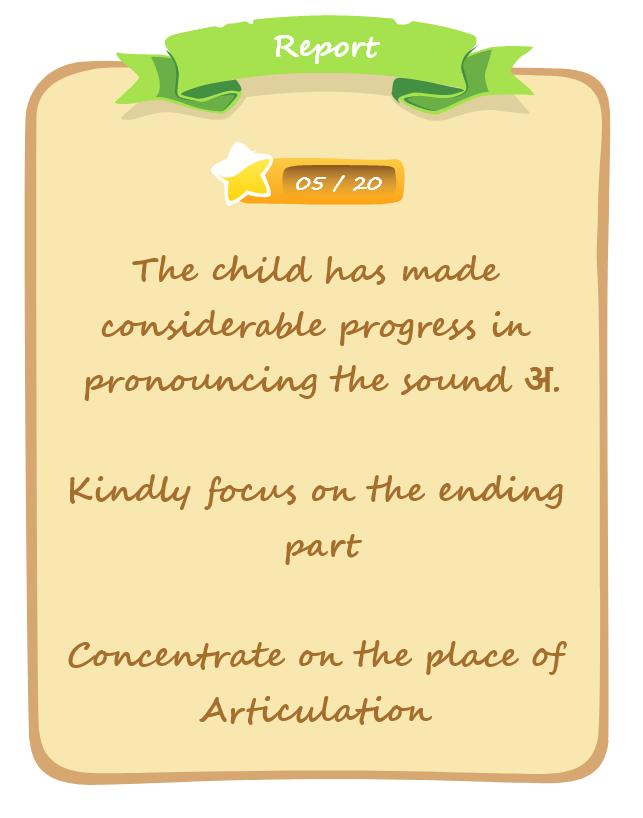 Report
05 / 20
The child has made
considerable progress in
pronouncing the sound अ.
Kindly focus on the ending
part
Concentrate on the place of
Articulation